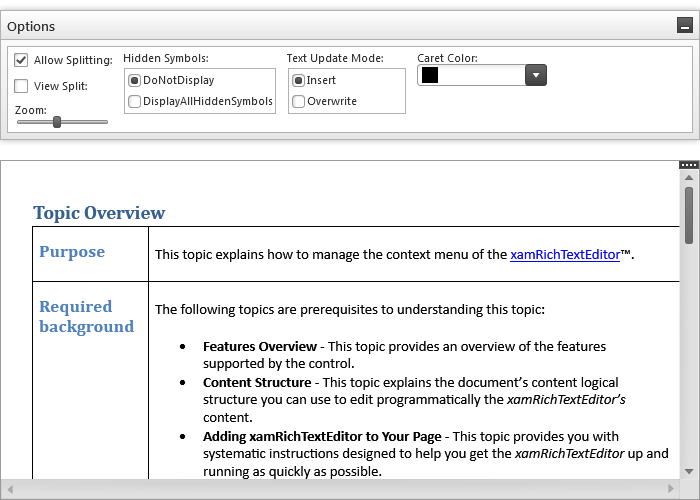 Options
Allow Splitting:
View Split:
Zoom:
Hidden Symbols:
DoNotDisplay
DisplayAllHiddenSymbols
Text Update Mode:
Insert
Overwrite
Caret Color:
Topic Overview
Purpose
This topic explains how to manage the context menu of the xamRichTextEditor™.
Required
background
The following topics are prerequisites to understanding this topic:
• Features Overview - This topic provides an overview of the features
supported by the control.
• Content Structure - This topic explains the document's content logical
structure you can use to edit programmatically the xamRichTextEditor's
content.
• Adding xamRichTextEditor to Your Page - This topic provides you with
systematic instructions designed to help you get the xamRichTextEditor up and
running as quickly as possible.